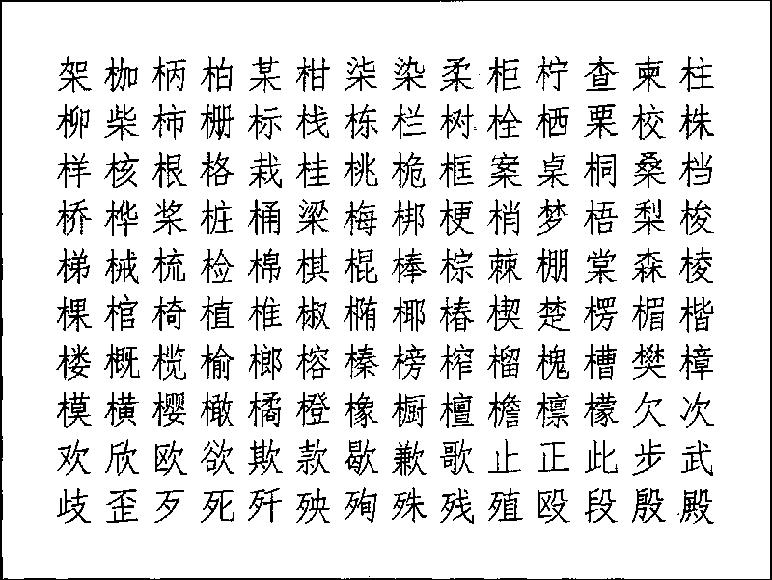 架枷柄柏某柑柒染柔柜柠查柬柱
柳柴柿栅标栈栋栏树栓栖栗校株
样核根格栽桂桃桅框案桌桐桑档
桥桦桨桩桶梁梅梆梗梢梦梧梨梭
梯械梳检棉棋棍棒棕棘棚棠森棱
棵棺椅植椎椒椭椰椿楔楚楞楣楷
楼概榄榆榔榕榛榜榨榴槐槽樊樟
模横樱橄橘橙橡橱檀檐檩檬欠次
欢欣欧欲欺款歇歉歌止正此步武
歧歪歹死歼殃殉殊残殖殴段殷殿